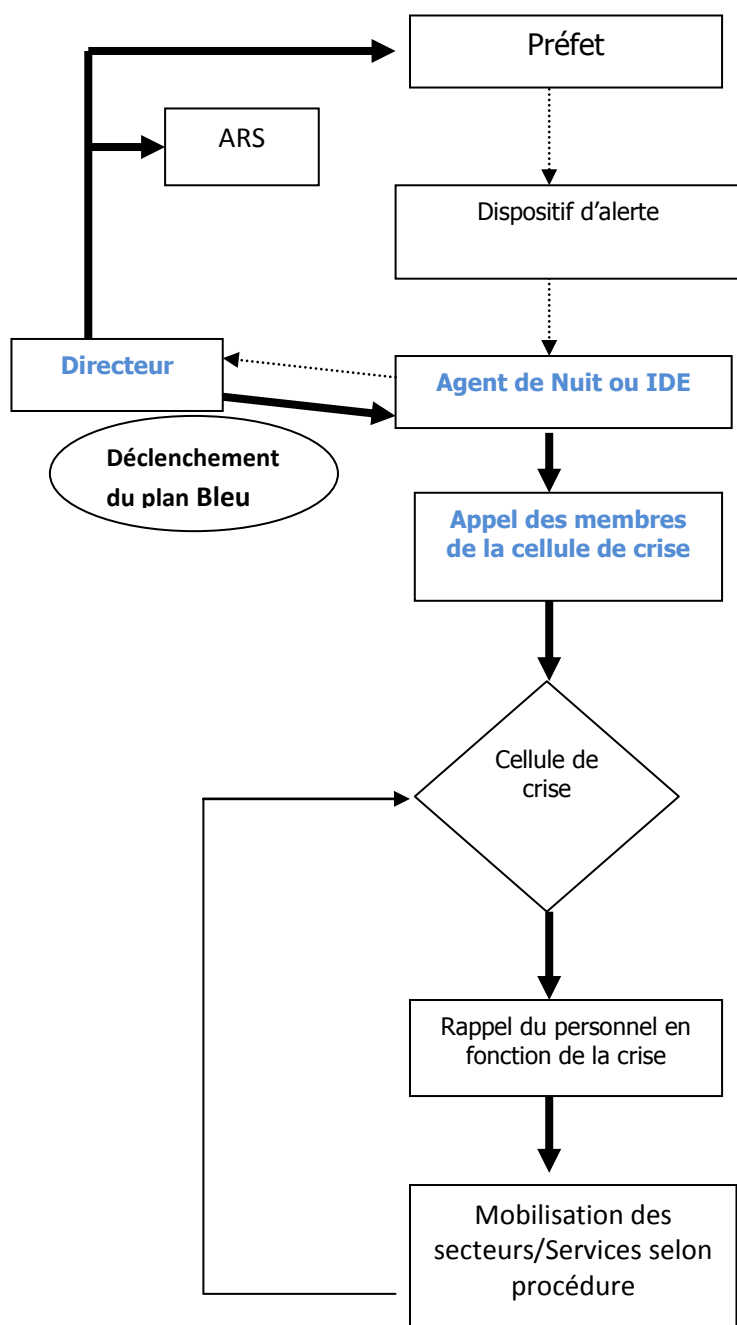 Préfet
ARS
Dispositif d’alerte
Directeur
Agent de Nuit ou IDE
Déclenchement
du plan Bleu
Appel des membres
de la cellule de crise
Cellule de
crise
Rappel du personnel en
fonction de la crise
Mobilisation des
secteurs/Services selon
procédure